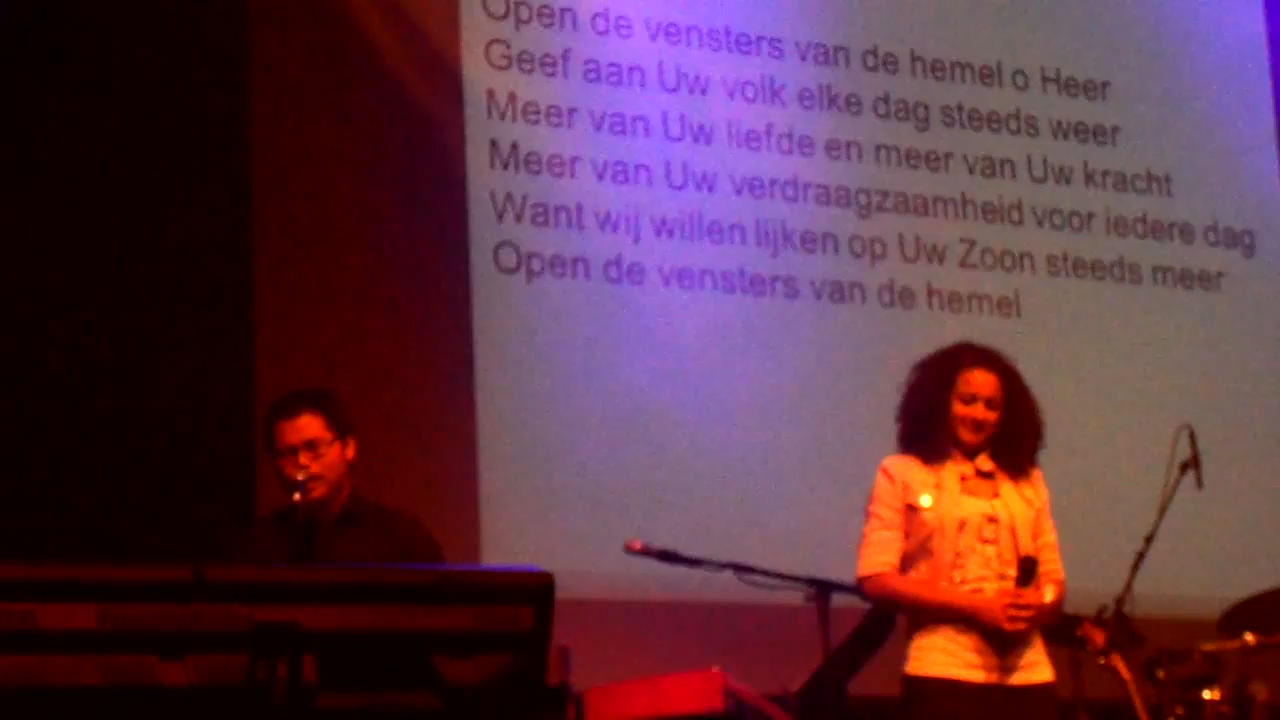 Open de vensters van de hemel o Heer
Geef aan Uw volk elke dag steeds weer
Meer van Uw liefde en meer van Uw kracht
Meer van Uw verdraagzaamheid voor iedere dag
Want wij willen lijken op Uw Zoon steeds meer
Open de vensters van de hemel